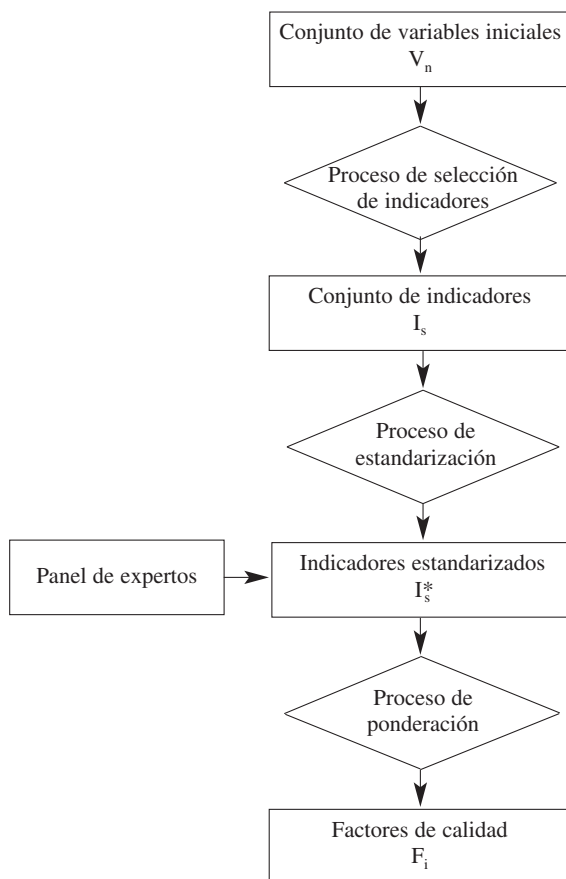 Conjunto de variables iniciales
Vₙ
Proceso de selección
de indicadores
Conjunto de indicadores
Iₛ
Proceso de
estandarización
Panel de expertos
Indicadores estandarizados
Iₛ*
Proceso de
ponderación
Factores de calidad
Fᵢ